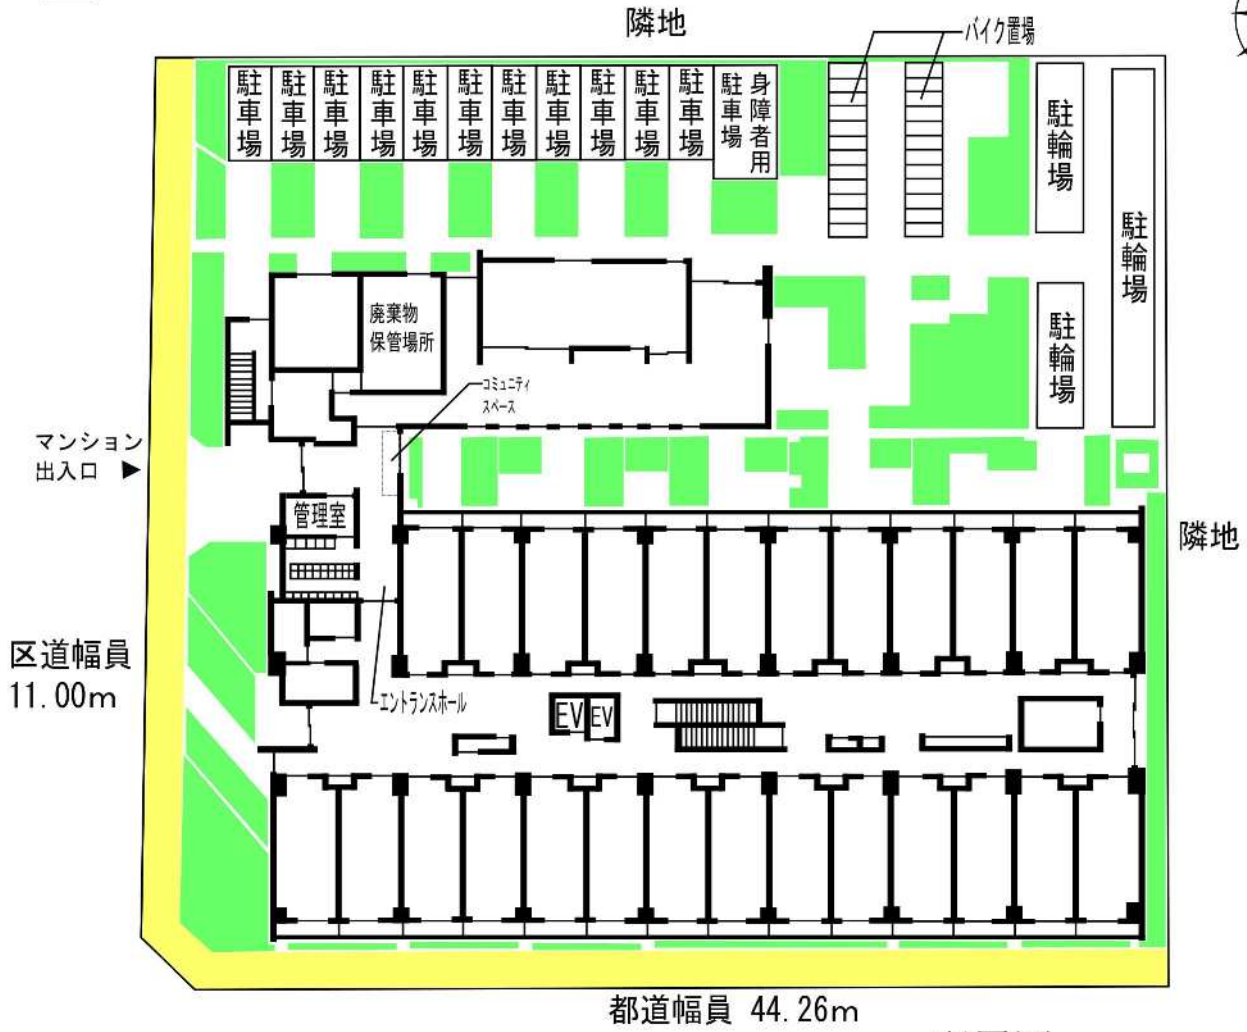 隣地
バイク置場
駐車場
駐車場
駐車場
駐車場
駐車場
駐車場
駐車場
駐車場
駐車場
駐車場
駐車場
駐車場
身障者用
駐輪場
駐輪場
駐輪場
廃棄物
保管場所
コミュニティ
スペース
マンション
出入口 ▶
管理室
隣地
区道幅員
11.00m
エントランスホール
EV
EV
都道幅員 44.26m